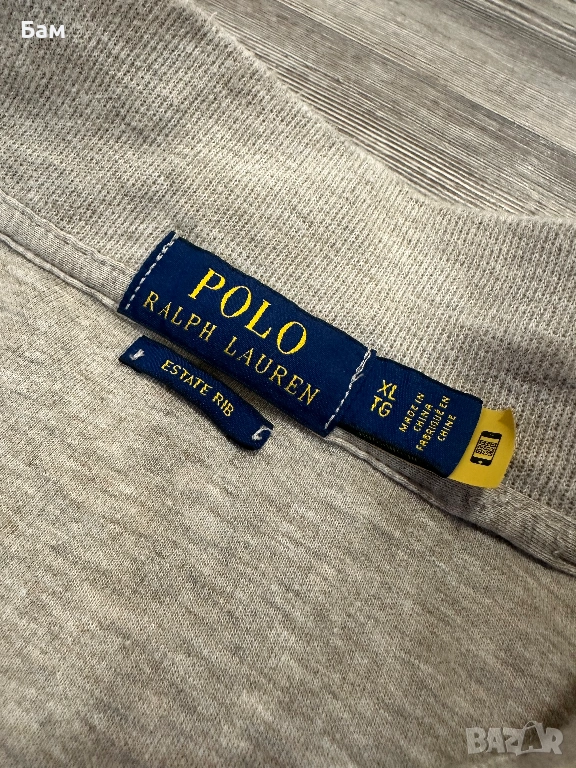 Бам
POLO
RALPH LAUREN
ESTATE RIB
XL
TG
MADE IN
CHINA
FABRIQUÉ EN
CHINE
BAZAR